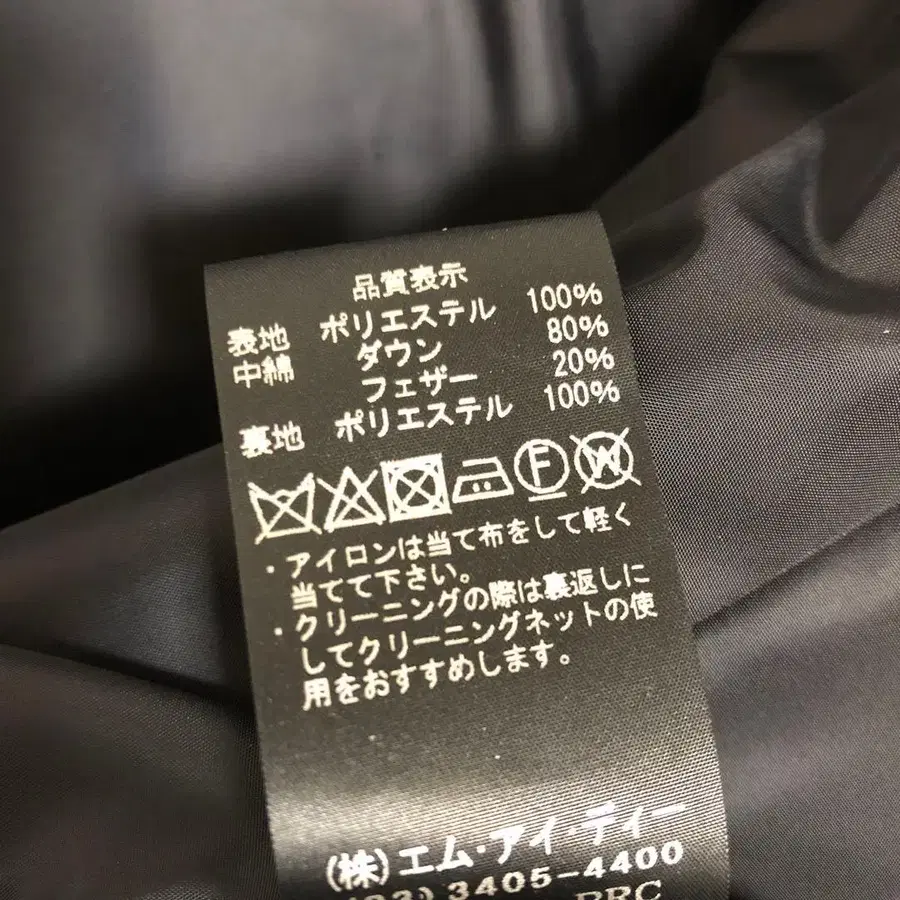 品質表示
表地 ポリエステル 100%
中綿 ダウン 80%
フェザー 20%
裏地 ポリエステル 100%
F W
・アイロンは当て布をして軽く
当てて下さい。
・クリーニングの際は裏返しに
してクリーニングネットの使
用をおすすめします。
(株)エム・アイ・ディー
3405-4400
PRC